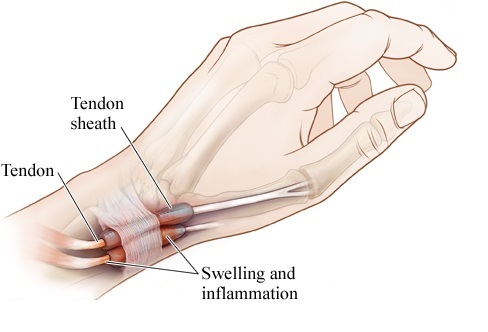 Tendon
sheath
Tendon
Swelling and
inflammation